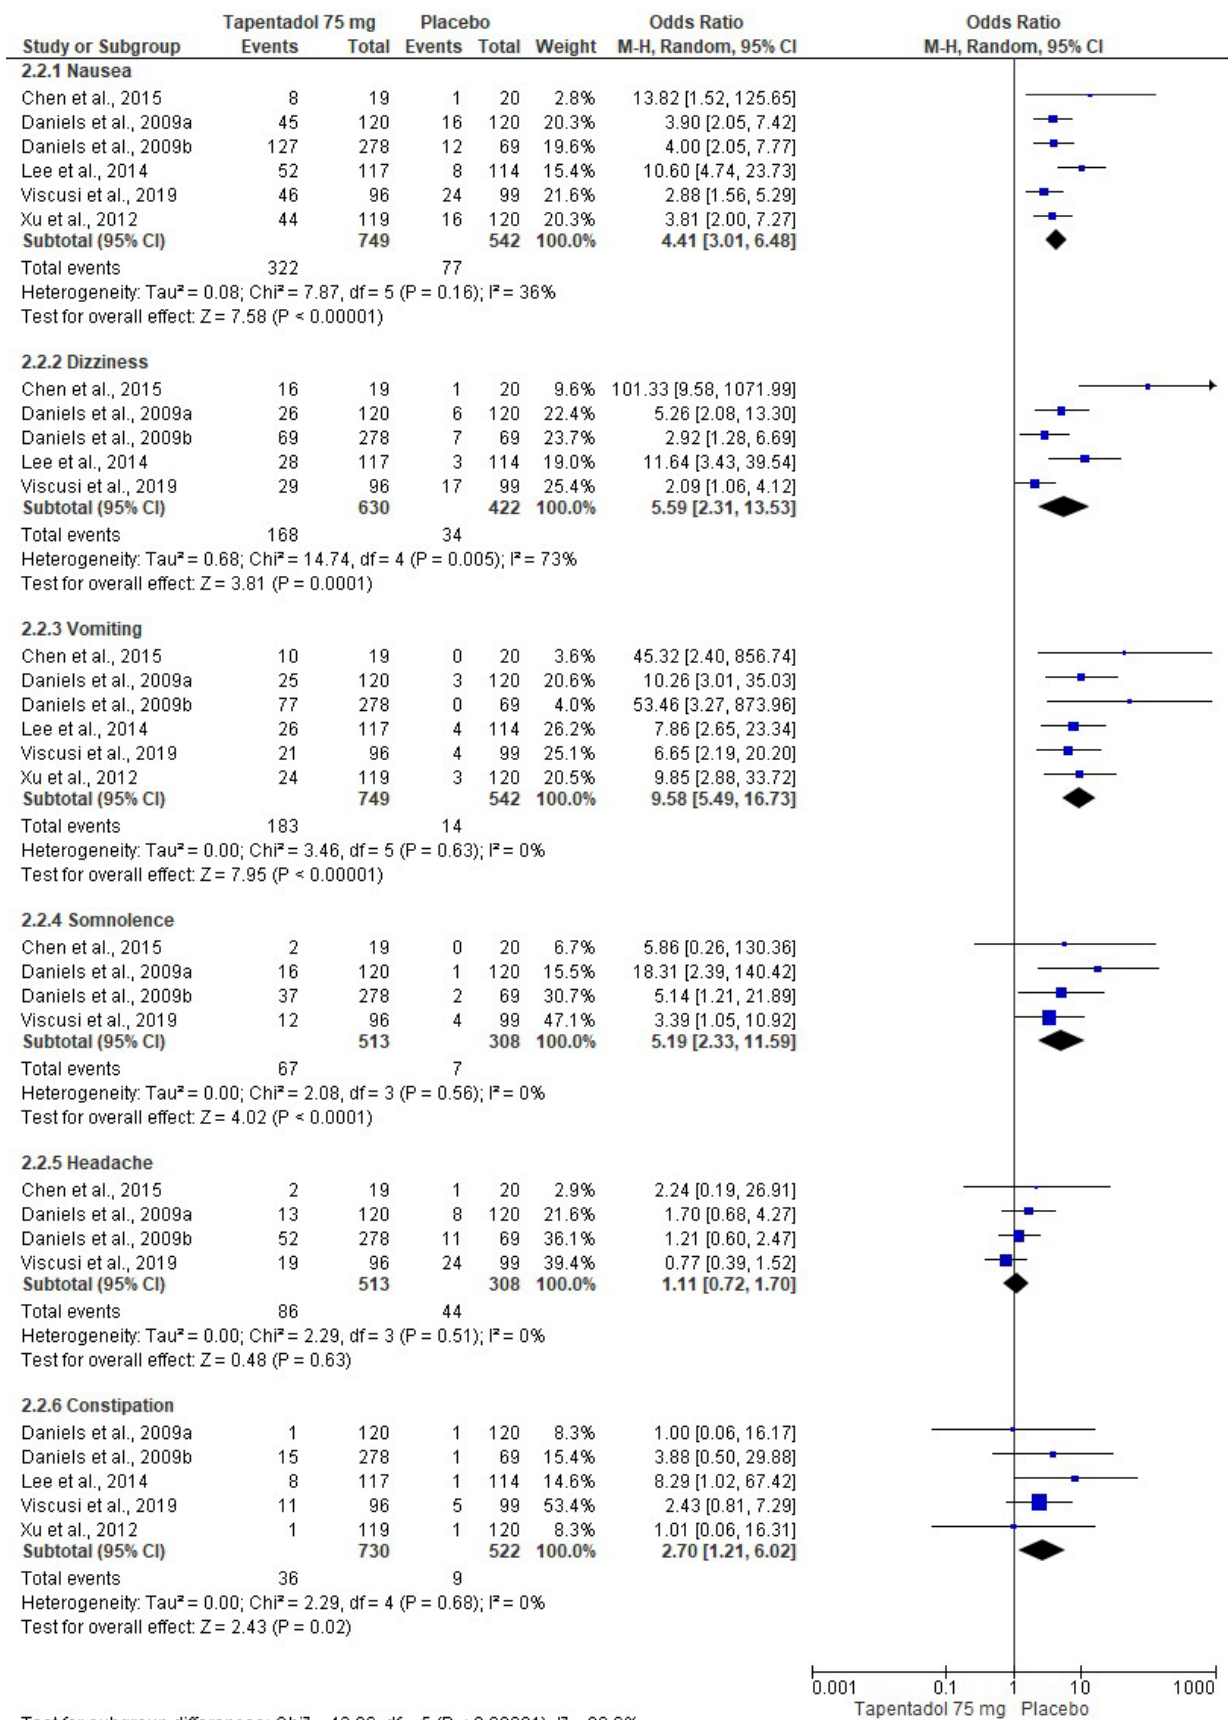 Tapentadol 75 mg Placebo Odds Ratio Odds Ratio
Study or Subgroup Events Total Events Total Weight M-H, Random, 95% CI M-H, Random, 95% CI
2.2.1 Nausea
Chen et al., 2015 8 19 1 20 2.8% 13.82 [1.52, 125.65]
Daniels et al., 2009a 45 120 16 120 20.3% 3.90 [2.05, 7.42]
Daniels et al., 2009b 127 278 12 69 19.6% 4.00 [2.05, 7.77]
Lee et al., 2014 52 117 8 114 15.4% 10.60 [4.74, 23.73]
Viscusi et al., 2019 46 96 24 99 21.6% 2.88 [1.56, 5.29]
Xu et al., 2012 44 119 16 120 20.3% 3.81 [2.00, 7.27]
Subtotal (95% CI) 749 542 100.0% 4.41 [3.01, 6.48]
Total events 322 77
Heterogeneity: Tau² = 0.08; Chi² = 7.87, df = 5 (P = 0.16); I² = 36%
Test for overall effect: Z = 7.58 (P < 0.00001)
2.2.2 Dizziness
Chen et al., 2015 16 19 1 20 9.6% 101.33 [9.58, 1071.99]
Daniels et al., 2009a 26 120 6 120 22.4% 5.26 [2.08, 13.30]
Daniels et al., 2009b 69 278 7 69 23.7% 2.92 [1.28, 6.69]
Lee et al., 2014 28 117 3 114 19.0% 11.64 [3.43, 39.54]
Viscusi et al., 2019 29 96 17 99 25.4% 2.09 [1.06, 4.12]
Subtotal (95% CI) 630 422 100.0% 5.59 [2.31, 13.53]
Total events 168 34
Heterogeneity: Tau² = 0.68; Chi² = 14.74, df = 4 (P = 0.005); I² = 73%
Test for overall effect: Z = 3.81 (P = 0.0001)
2.2.3 Vomiting
Chen et al., 2015 10 19 0 20 3.6% 45.32 [2.40, 856.74]
Daniels et al., 2009a 25 120 3 120 20.6% 10.26 [3.01, 35.03]
Daniels et al., 2009b 77 278 0 69 4.0% 53.46 [3.27, 873.96]
Lee et al., 2014 26 117 4 114 26.2% 7.86 [2.65, 23.34]
Viscusi et al., 2019 21 96 4 99 25.1% 6.65 [2.19, 20.20]
Xu et al., 2012 24 119 3 120 20.5% 9.85 [2.88, 33.72]
Subtotal (95% CI) 749 542 100.0% 9.58 [5.49, 16.73]
Total events 183 14
Heterogeneity: Tau² = 0.00; Chi² = 3.46, df = 5 (P = 0.63); I² = 0%
Test for overall effect: Z = 7.95 (P < 0.00001)
2.2.4 Somnolence
Chen et al., 2015 2 19 0 20 6.7% 5.86 [0.26, 130.36]
Daniels et al., 2009a 16 120 1 120 15.5% 18.31 [2.39, 140.42]
Daniels et al., 2009b 37 278 2 69 30.7% 5.14 [1.21, 21.89]
Viscusi et al., 2019 12 96 4 99 47.1% 3.39 [1.05, 10.92]
Subtotal (95% CI) 513 308 100.0% 5.19 [2.33, 11.59]
Total events 67 7
Heterogeneity: Tau² = 0.00; Chi² = 2.08, df = 3 (P = 0.56); I² = 0%
Test for overall effect: Z = 4.02 (P < 0.0001)
2.2.5 Headache
Chen et al., 2015 2 19 1 20 2.9% 2.24 [0.19, 26.91]
Daniels et al., 2009a 13 120 8 120 21.6% 1.70 [0.68, 4.27]
Daniels et al., 2009b 52 278 11 69 36.1% 1.21 [0.60, 2.47]
Viscusi et al., 2019 19 96 24 99 39.4% 0.77 [0.39, 1.52]
Subtotal (95% CI) 513 308 100.0% 1.11 [0.72, 1.70]
Total events 86 44
Heterogeneity: Tau² = 0.00; Chi² = 2.29, df = 3 (P = 0.51); I² = 0%
Test for overall effect: Z = 0.48 (P = 0.63)
2.2.6 Constipation
Daniels et al., 2009a 1 120 1 120 8.3% 1.00 [0.06, 16.17]
Daniels et al., 2009b 15 278 1 69 15.4% 3.88 [0.50, 29.88]
Lee et al., 2014 8 117 1 114 14.6% 8.29 [1.02, 67.42]
Viscusi et al., 2019 11 96 5 99 53.4% 2.43 [0.81, 7.29]
Xu et al., 2012 1 119 1 120 8.3% 1.01 [0.06, 16.31]
Subtotal (95% CI) 730 522 100.0% 2.70 [1.21, 6.02]
Total events 36 9
Heterogeneity: Tau² = 0.00; Chi² = 2.29, df = 4 (P = 0.68); I² = 0%
Test for overall effect: Z = 2.43 (P = 0.02)
0.001 0.1 1 10 1000
Tapentadol 75 mg Placebo